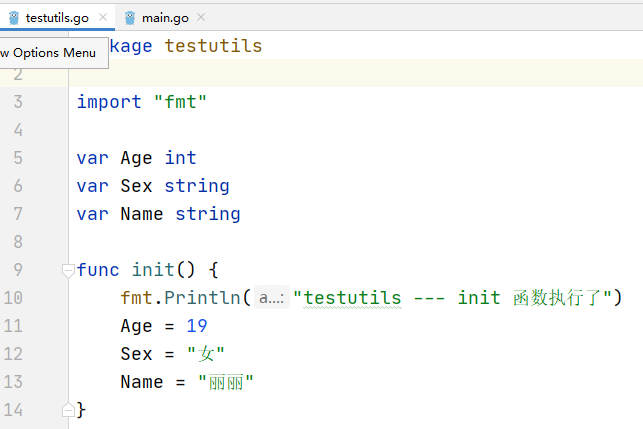 testutils.go × main.go ×
w Options Menu
kage testutils
2
3 import "fmt"
4
5 var Age int
6 var Sex string
7 var Name string
8
9 func init() {
10 fmt.Println( a...: "testutils --- init 函数执行了")
11 Age = 19
12 Sex = "女"
13 Name = "丽丽"
14 }